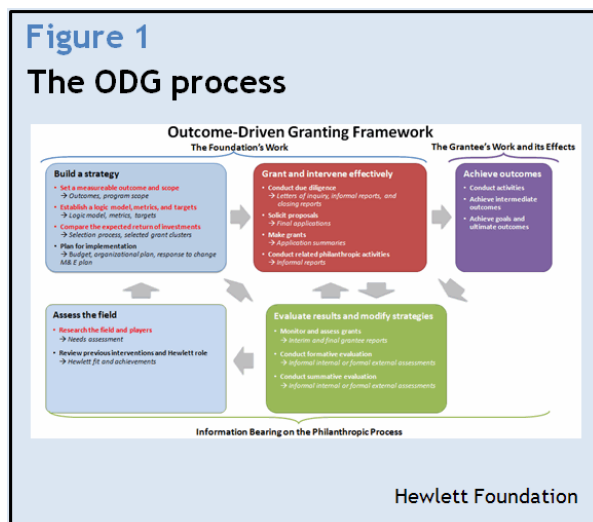 Figure 1
The ODG process
Outcome-Driven Granting Framework
The Foundation's Work
The Grantee's Work and its Effects
Build a strategy
• Set a measureable outcome and scope
→ Outcomes, program scope
• Establish a logic model, metrics, and targets
→ Logic model, metrics, targets
• Compare the expected return of investments
→ Selection process, selected grant clusters
• Plan for implementation
→ Budget, organizational plan, response to change
M& E plan
Grant and intervene effectively
• Conduct due diligence
→ Letters of inquiry, informal reports, and
closing reports
• Solicit proposals
→ Final applications
• Make grants
→ Application summaries
• Conduct related philanthropic activities
→ Informal reports
Achieve outcomes
• Conduct activities
• Achieve intermediate
outcomes
• Achieve goals and
ultimate outcomes
Assess the field
• Research the field and players
→ Needs assessment
• Review previous interventions and Hewlett role
→ Hewlett fit and achievements
Evaluate results and modify strategies
• Monitor and assess grants
→ Interim and final grantee reports
• Conduct formative evaluation
→ Informal internal or formal external assessments
• Conduct summative evaluation
→ Informal internal or formal external assessments
Information Bearing on the Philanthropic Process
Hewlett Foundation